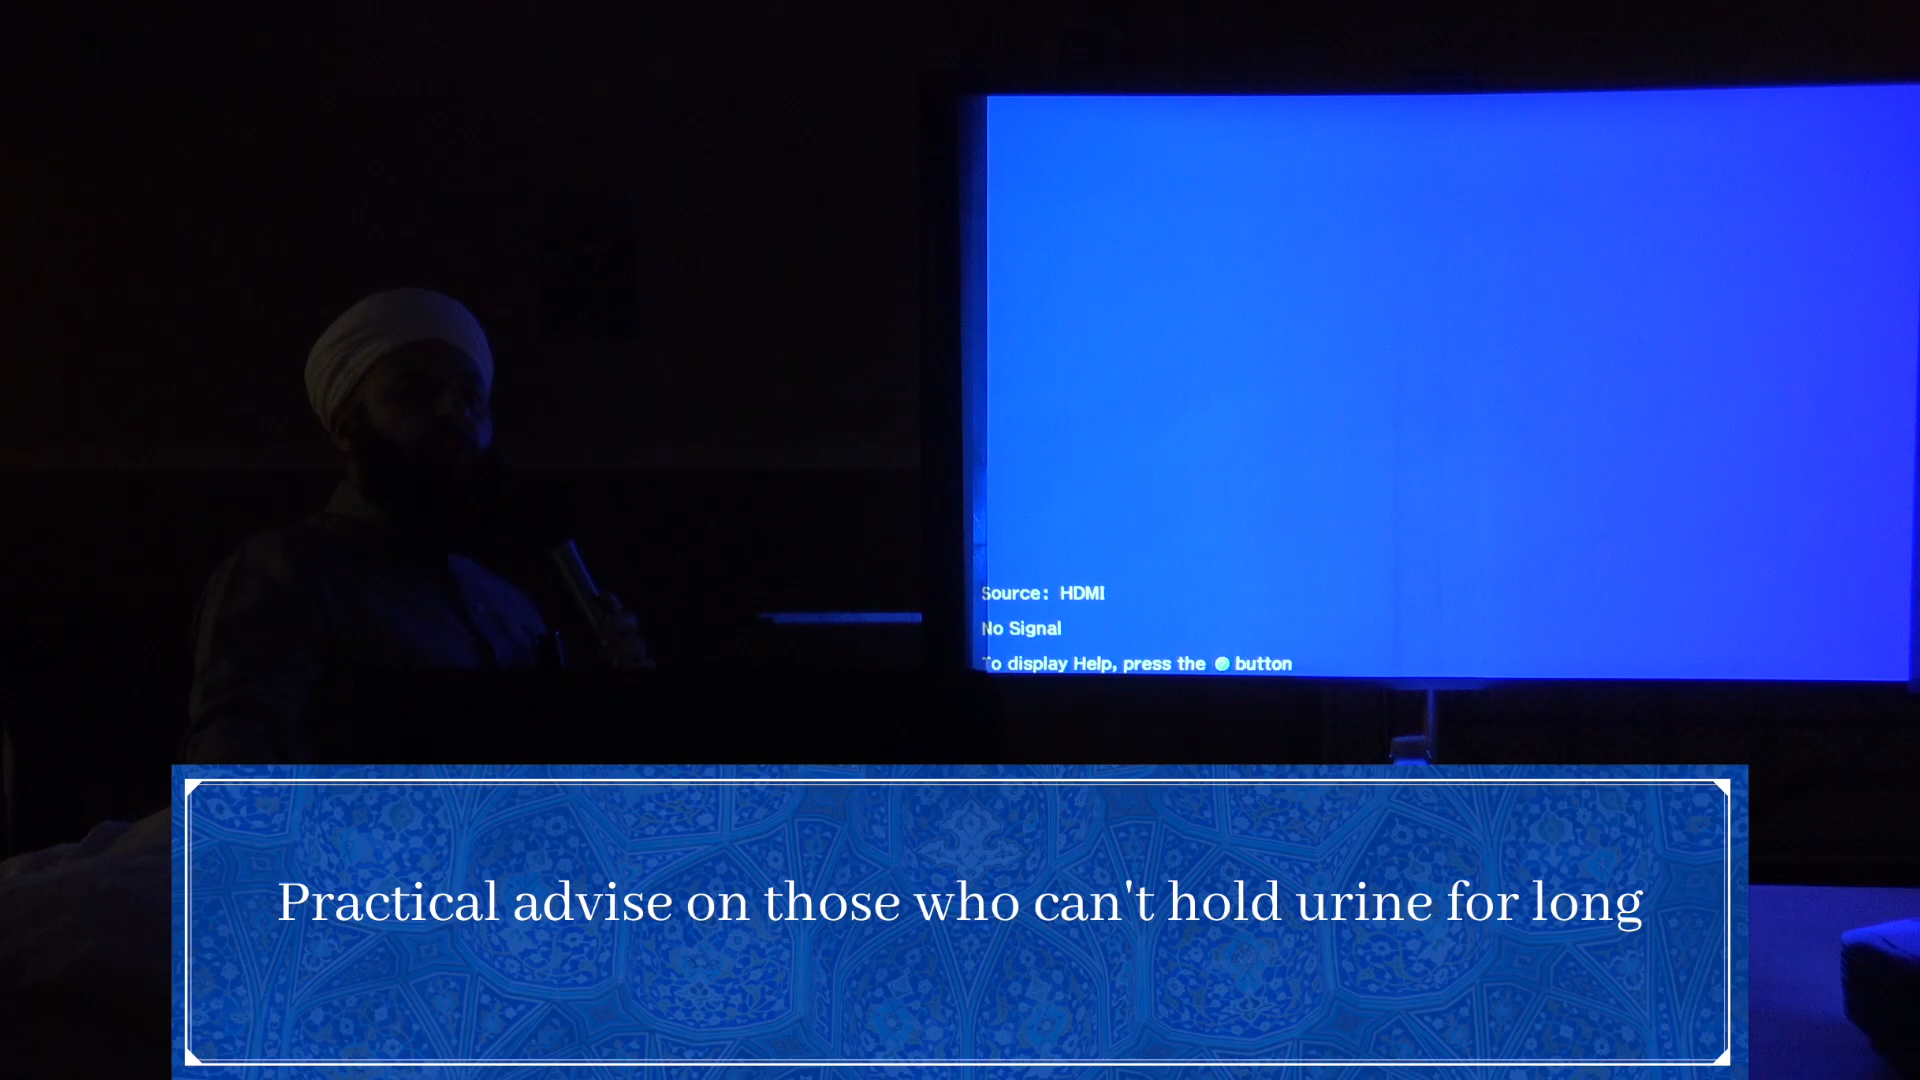 Source: HDMI
No Signal
To display Help, press the button
Practical advise on those who can't hold urine for long